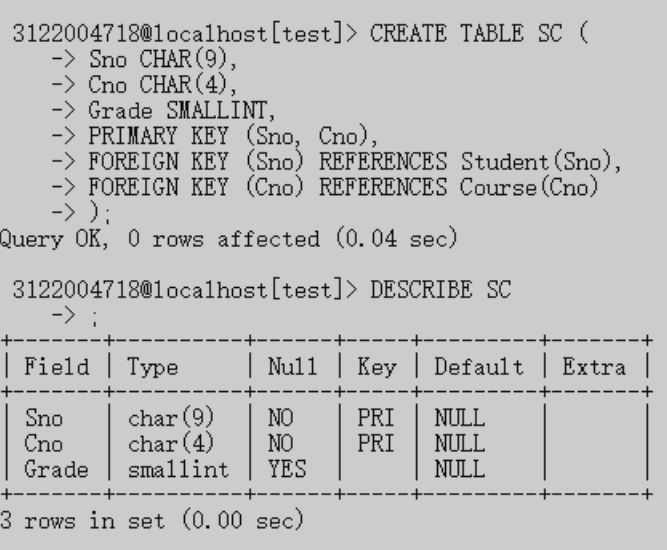 3122004718@localhost[test]> CREATE TABLE SC (
    -> Sno CHAR(9),
    -> Cno CHAR(4),
    -> Grade SMALLINT,
    -> PRIMARY KEY (Sno, Cno),
    -> FOREIGN KEY (Sno) REFERENCES Student(Sno),
    -> FOREIGN KEY (Cno) REFERENCES Course(Cno)
    -> );
Query OK, 0 rows affected (0.04 sec)
3122004718@localhost[test]> DESCRIBE SC
    -> ;
+-------+----------+------+-----+---------+-------+
| Field | Type     | Null | Key | Default | Extra |
+-------+----------+------+-----+---------+-------+
| Sno   | char(9)  | NO   | PRI | NULL    |       |
| Cno   | char(4)  | NO   | PRI | NULL    |       |
| Grade | smallint | YES  |     | NULL    |       |
+-------+----------+------+-----+---------+-------+
3 rows in set (0.00 sec)